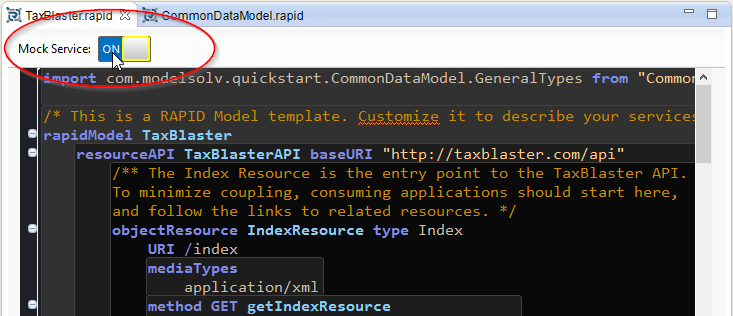 TaxBlaster.rapid CommonDataModel.rapid
Mock Service: ON
import com.modelsolv.quickstart.CommonDataModel.GeneralTypes from "Commo
/* This is a RAPID Model template. Customize it to describe your services
rapidModel TaxBlaster
resourceAPI TaxBlasterAPI baseURI "http://taxblaster.com/api"
/** The Index Resource is the entry point to the TaxBlaster API.
To minimize coupling, consuming applications should start here,
and follow the links to related resources. */
objectResource IndexResource type Index
URI /index
mediaTypes
application/xml
method GET getIndexResource